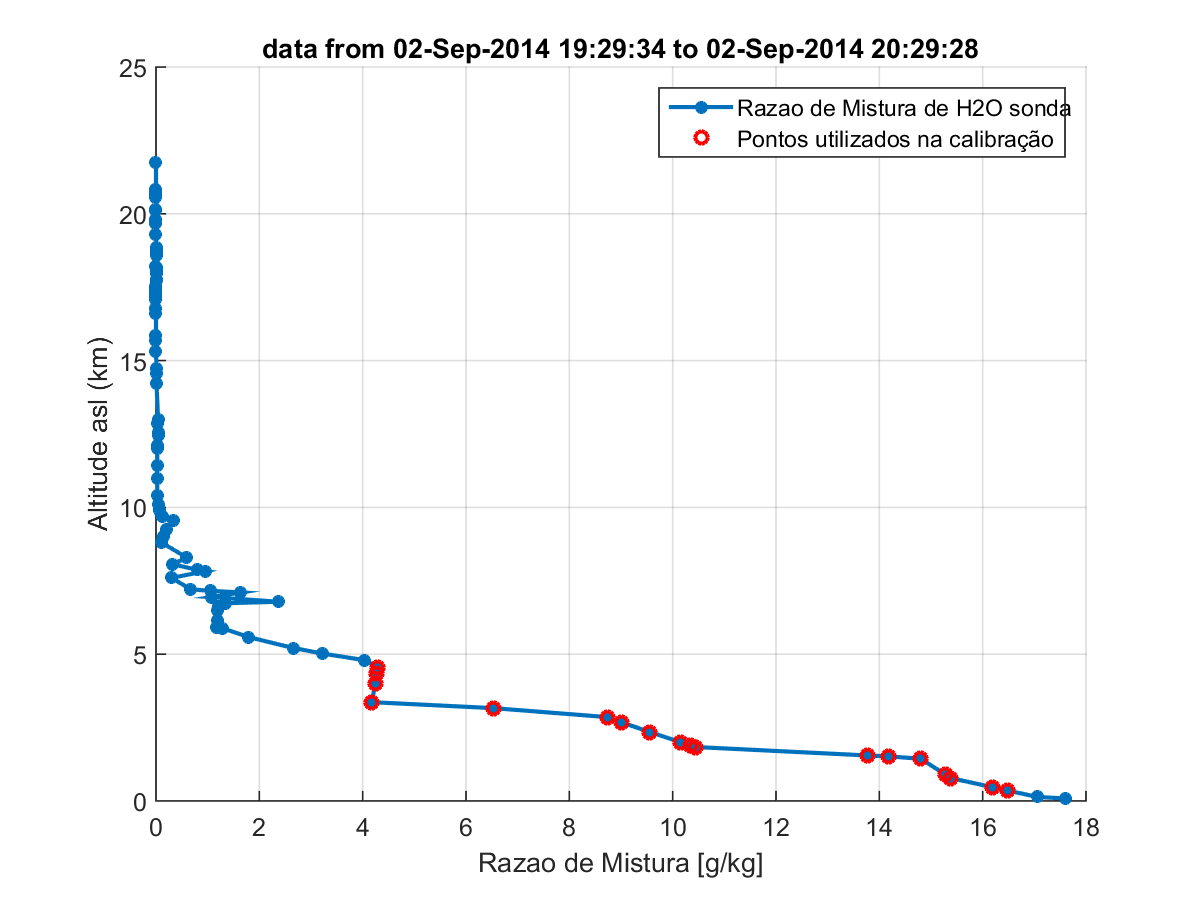 data from 02-Sep-2014 19:29:34 to 02-Sep-2014 20:29:28
25
20
15
10
5
0
Altitude asl (km)
Razao de Mistura de H2O sonda
Pontos utilizados na calibração
0 2 4 6 8 10 12 14 16 18
Razao de Mistura [g/kg]